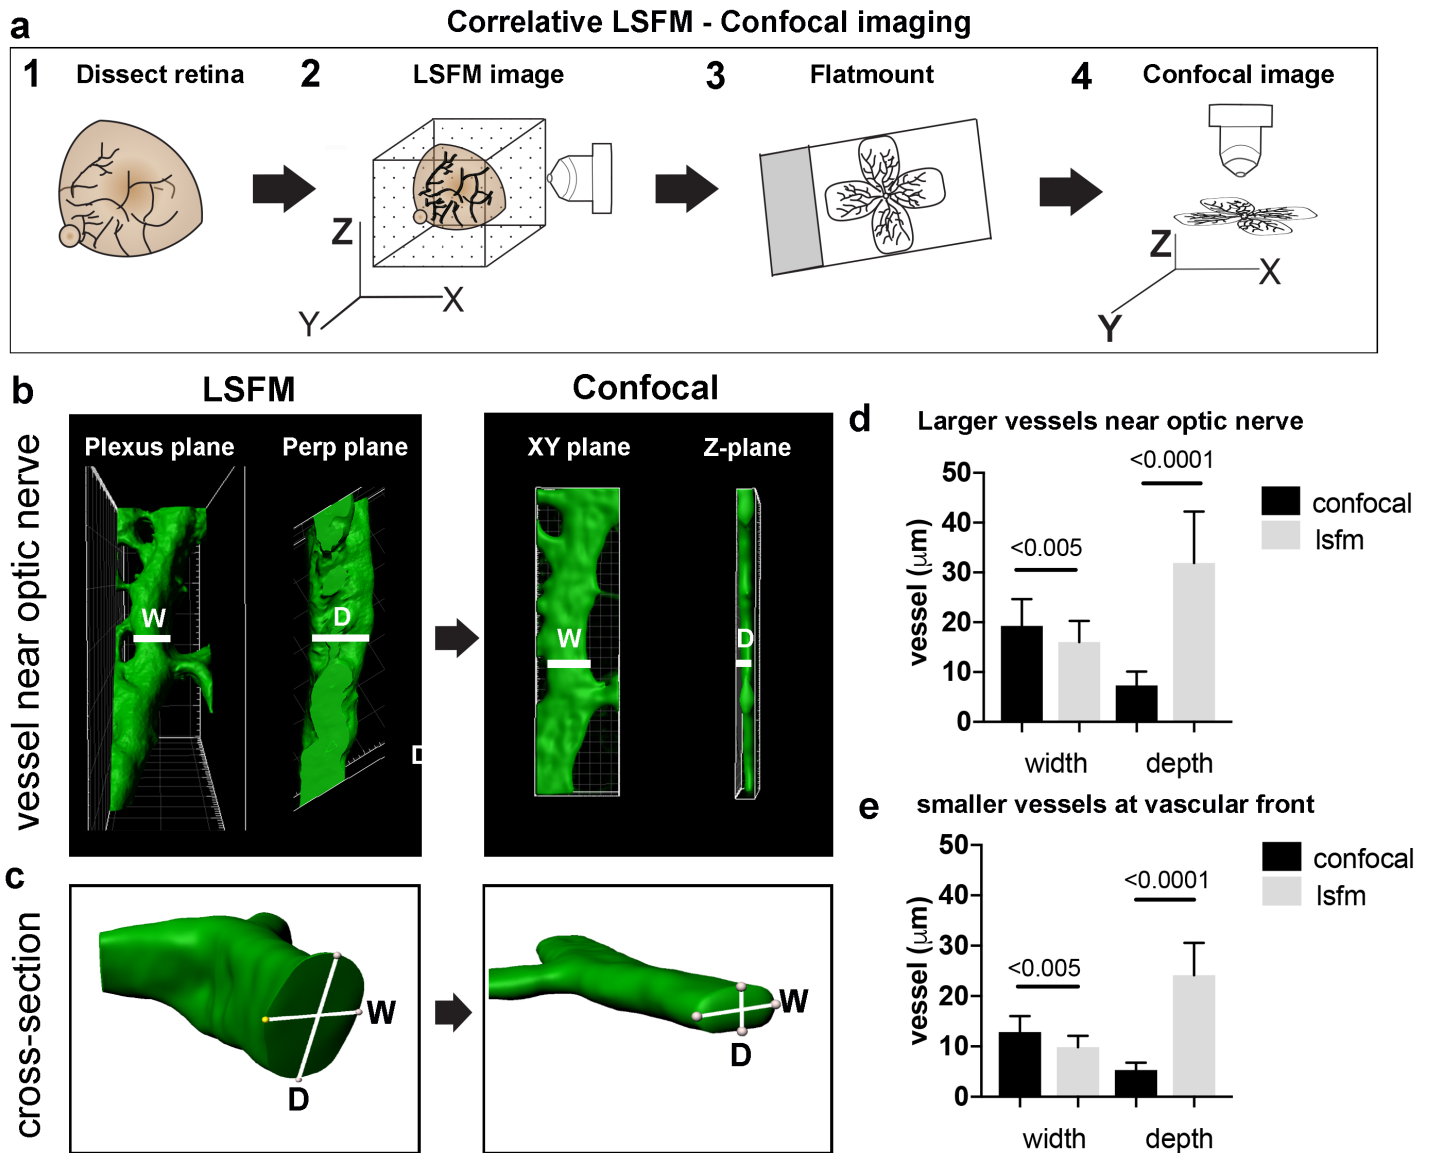 a
Correlative LSFM - Confocal imaging
1 Dissect retina
2 LSFM image
3 Flatmount
4 Confocal image
Z
X
Y
Z
X
Y
b
LSFM
Confocal
vessel near optic nerve
Plexus plane
Perp plane
XY plane
Z-plane
W
D
W
D
D
c
cross-section
W
D
W
D
d
Larger vessels near optic nerve
vessel (μm)
50
40
30
20
10
0
<0.005
<0.0001
confocal
lsfm
width
depth
e
smaller vessels at vascular front
vessel (μm)
50
40
30
20
10
0
<0.005
<0.0001
confocal
lsfm
width
depth